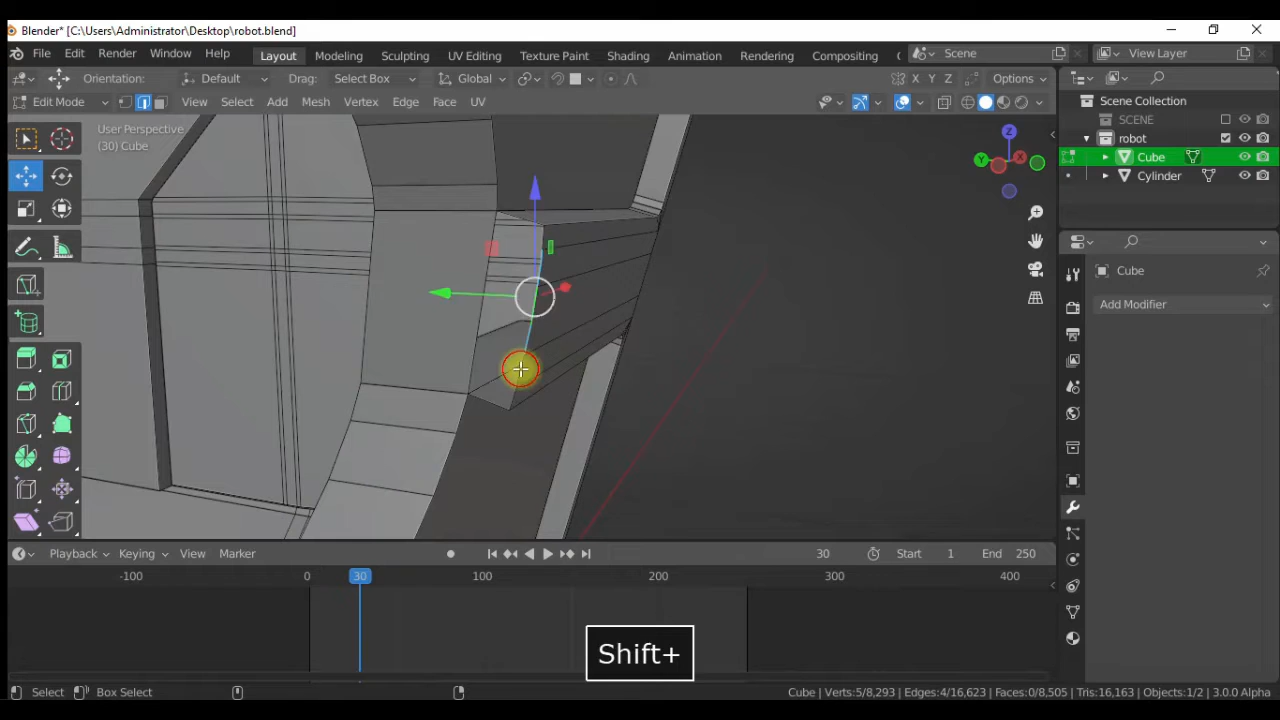 Blender* [C:\Users\Administrator\Desktop\robot.blend]
File Edit Render Window Help Layout Modeling Sculpting UV Editing Texture Paint Shading Animation Rendering Compositing Scene View Layer
Orientation: Default Drag: Select Box Global X Y Z Options
Edit Mode View Select Add Mesh Vertex Edge Face UV
Scene Collection
SCENE
robot
Cube
Cylinder
User Perspective
(30) Cube
Z
Y
X
Cube
Add Modifier
Playback Keying View Marker 30 Start 1 End 250
-100 0 30 100 200 300 400
Shift+
Select Box Select Cube | Verts:5/8,293 | Edges:4/16,623 | Faces:0/8,505 | Tris:16,163 | Objects:1/2 | 3.0.0 Alpha